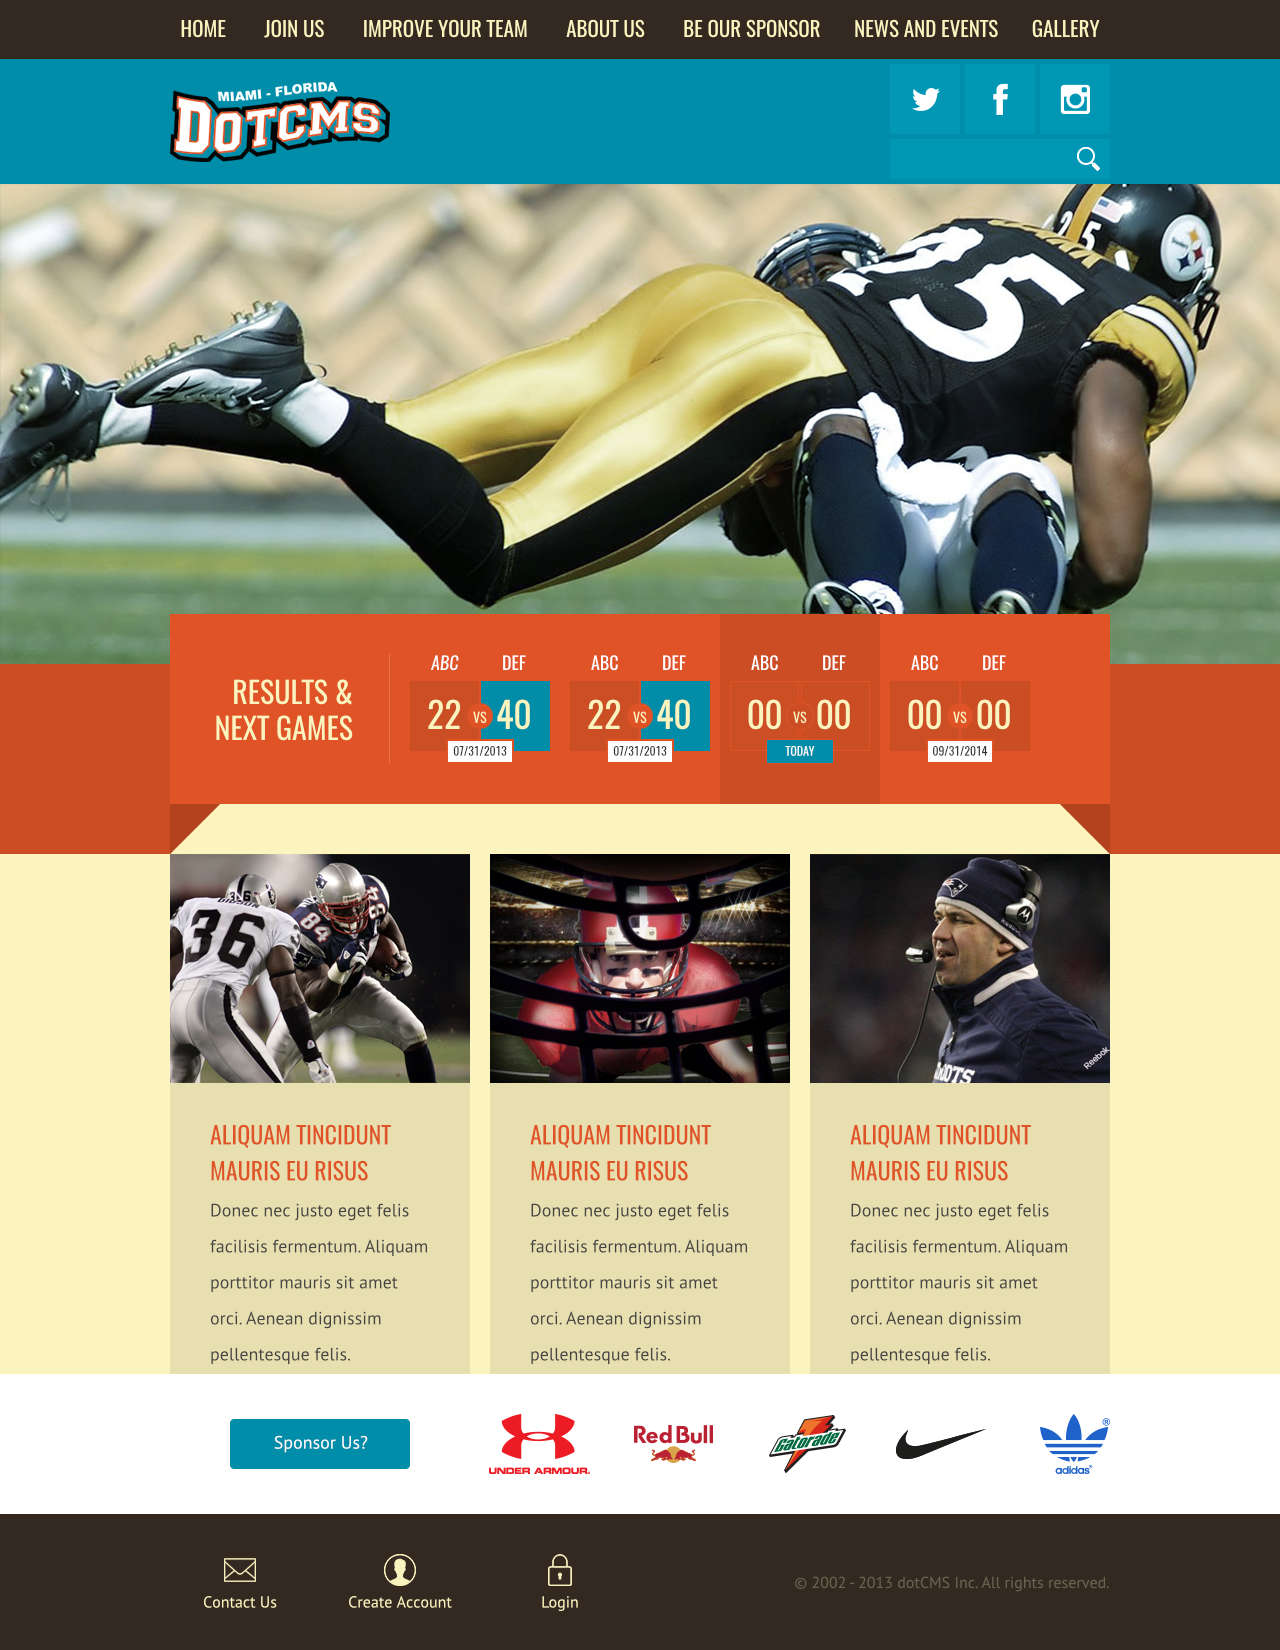 HOME JOIN US IMPROVE YOUR TEAM ABOUT US BE OUR SPONSOR NEWS AND EVENTS GALLERY
MIAMI - FLORIDA
DOTCMS
25
RESULTS &
NEXT GAMES
ABC DEF
22 VS 40
07/31/2013
ABC DEF
22 VS 40
07/31/2013
ABC DEF
00 VS 00
TODAY
ABC DEF
00 VS 00
09/31/2014
36
84
Reebok
ALIQUAM TINCIDUNT
MAURIS EU RISUS
Donec nec justo eget felis
facilisis fermentum. Aliquam
porttitor mauris sit amet
orci. Aenean dignissim
pellentesque felis.
ALIQUAM TINCIDUNT
MAURIS EU RISUS
Donec nec justo eget felis
facilisis fermentum. Aliquam
porttitor mauris sit amet
orci. Aenean dignissim
pellentesque felis.
ALIQUAM TINCIDUNT
MAURIS EU RISUS
Donec nec justo eget felis
facilisis fermentum. Aliquam
porttitor mauris sit amet
orci. Aenean dignissim
pellentesque felis.
Sponsor Us?
UNDER ARMOUR.
Red Bull
Gatorade
adidas
Contact Us
Create Account
Login
© 2002 - 2013 dotCMS Inc. All rights reserved.